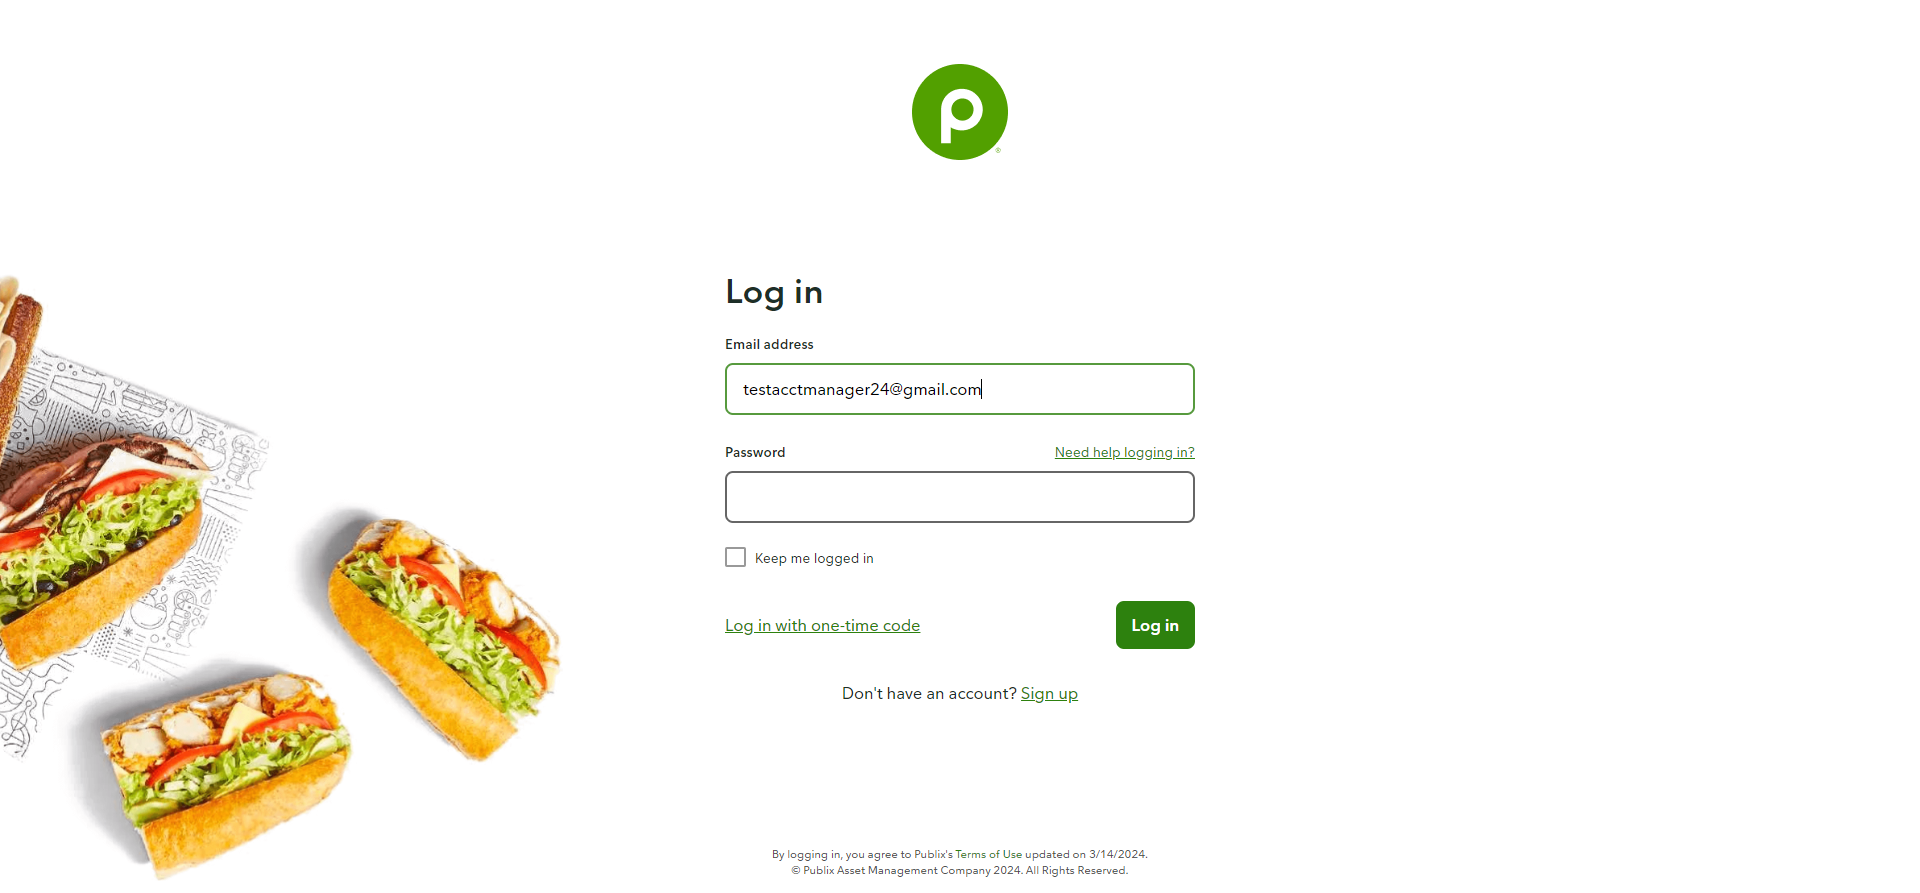 Log in
Email address
testacctmanager24@gmail.com
Password Need help logging in?
Keep me logged in
Log in with one-time code Log in
Don't have an account? Sign up
By logging in, you agree to Publix's Terms of Use updated on 3/14/2024.
© Publix Asset Management Company 2024. All Rights Reserved.